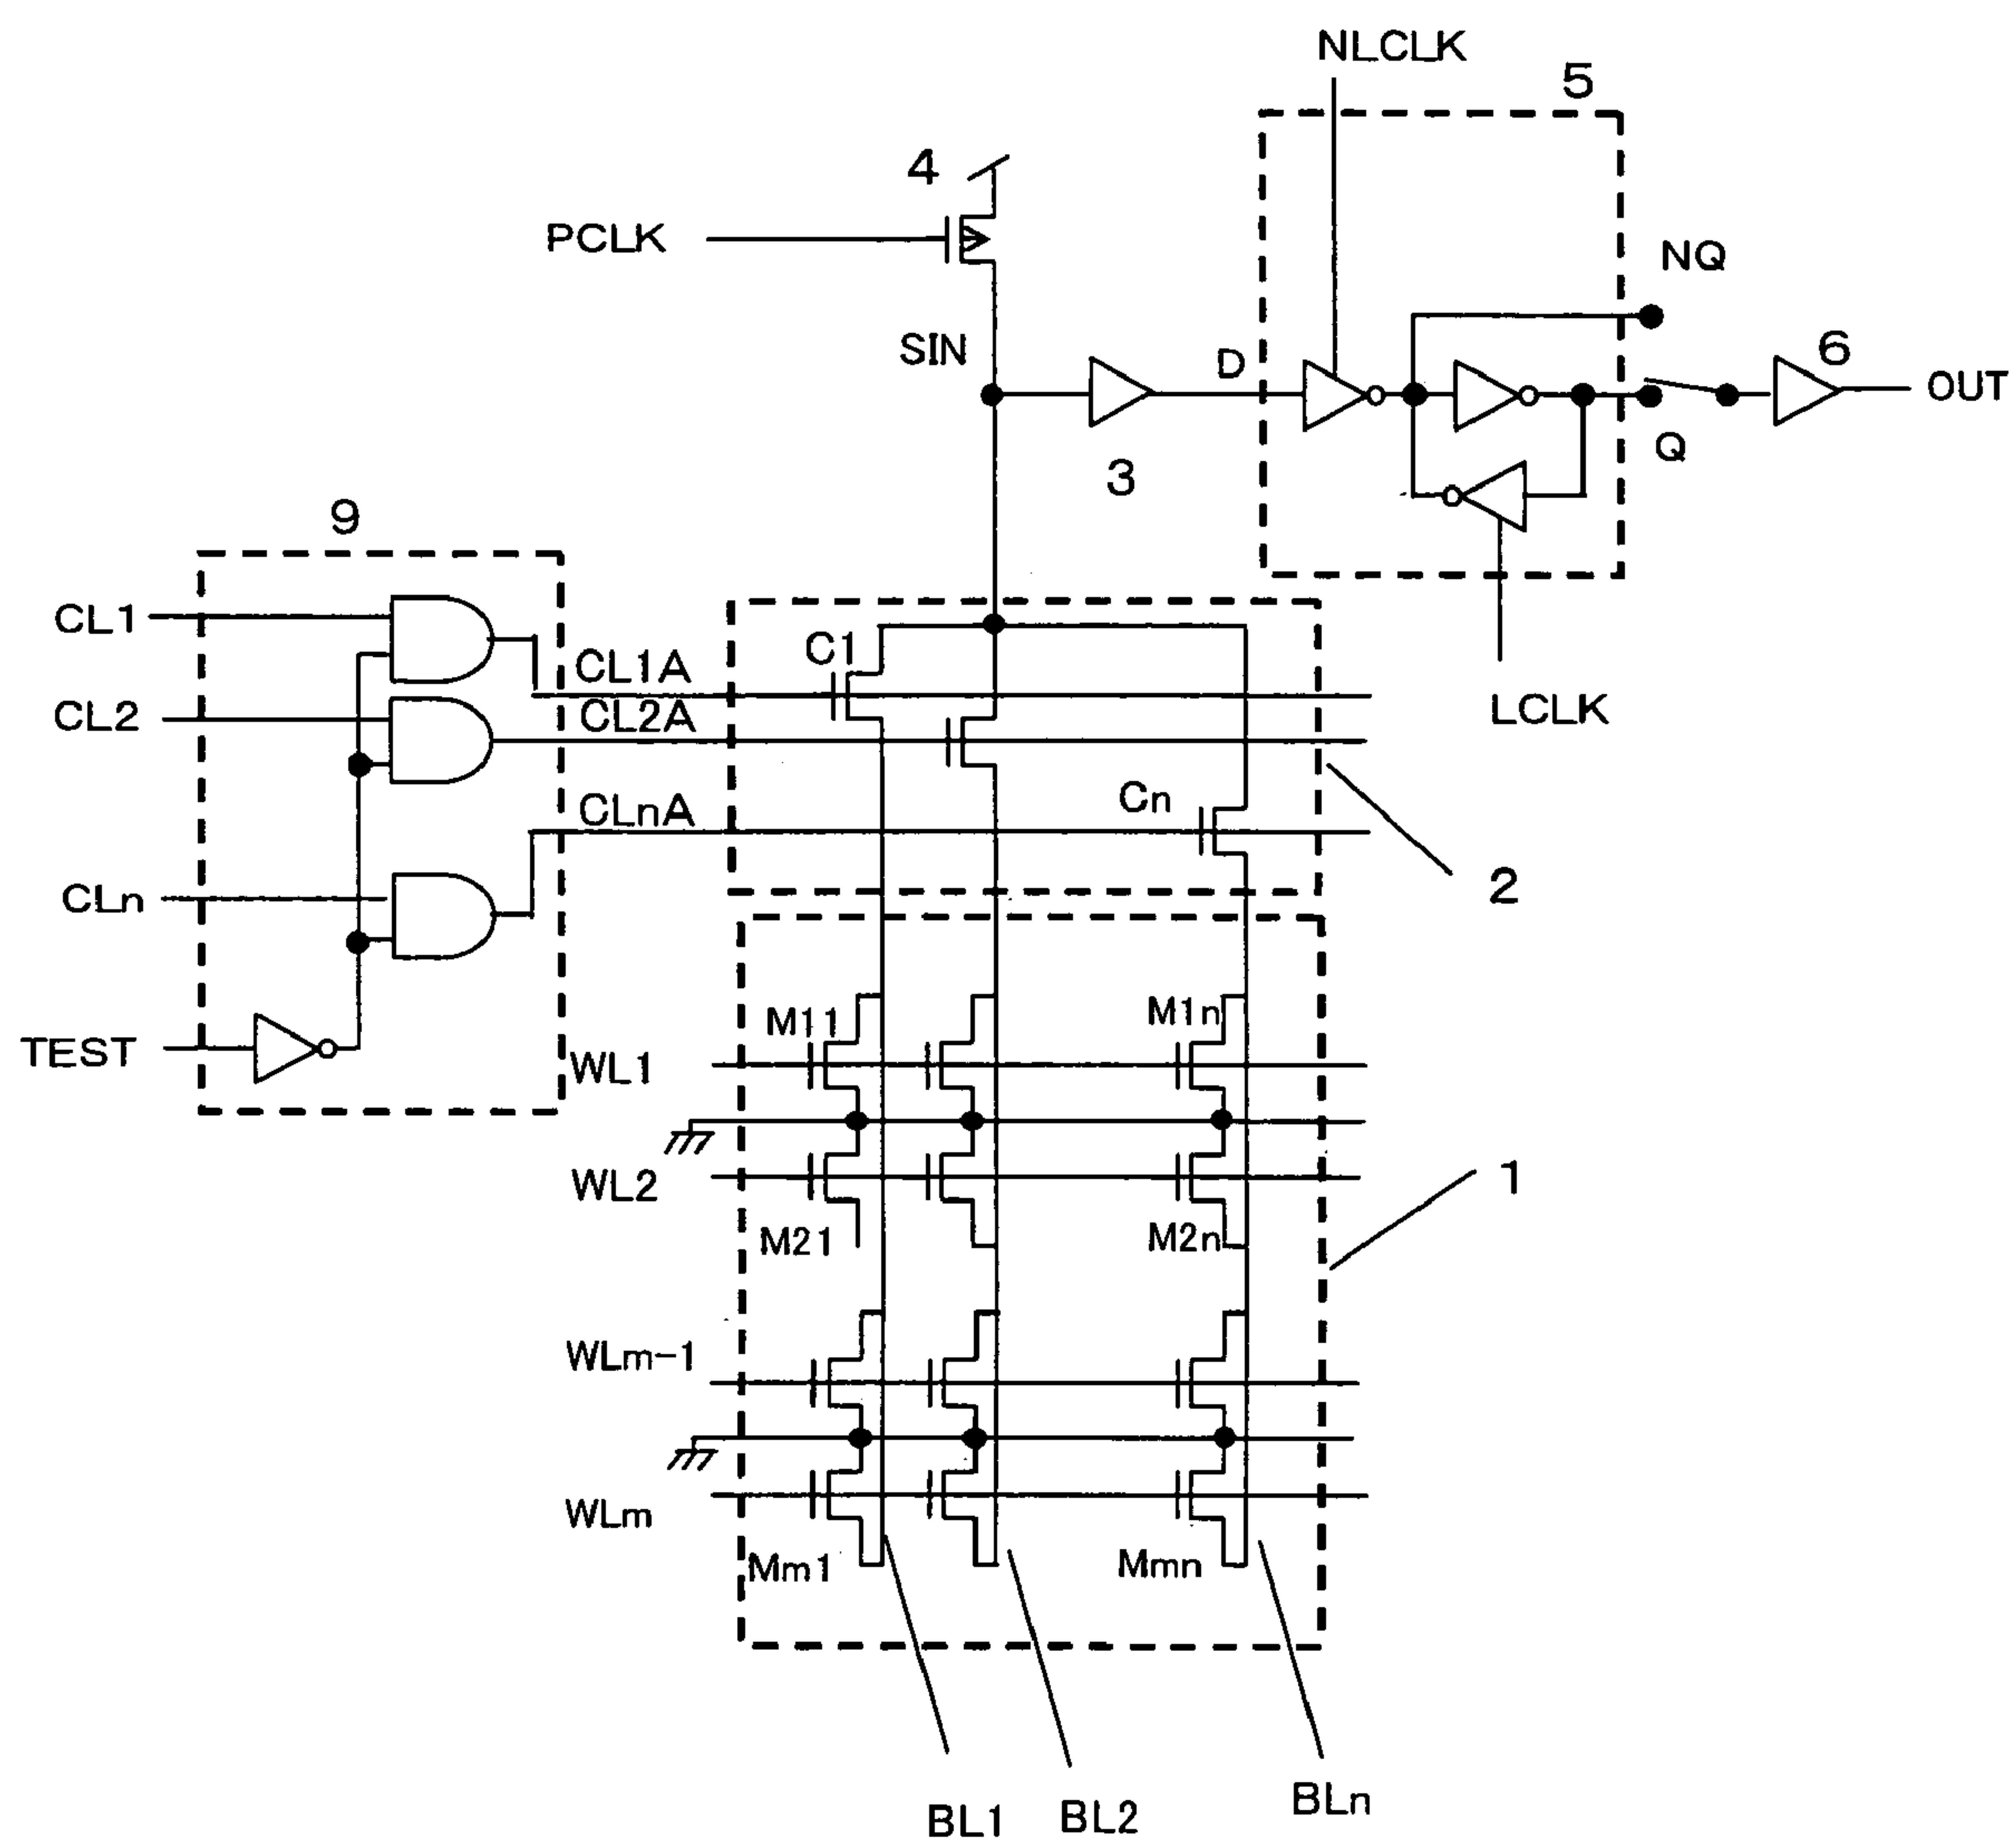 NLCLK
5
4
PCLK
NQ
SIN
D
6
OUT
3
Q
9
CL1
C1
CL1A
LCLK
CL2
CL2A
Cn
CLnA
2
CLn
M11
M1n
TEST
WL1
WL2
1
M21
M2n
WLm-1
WLm
Mm1
Mmn
BL1
BL2
BLn